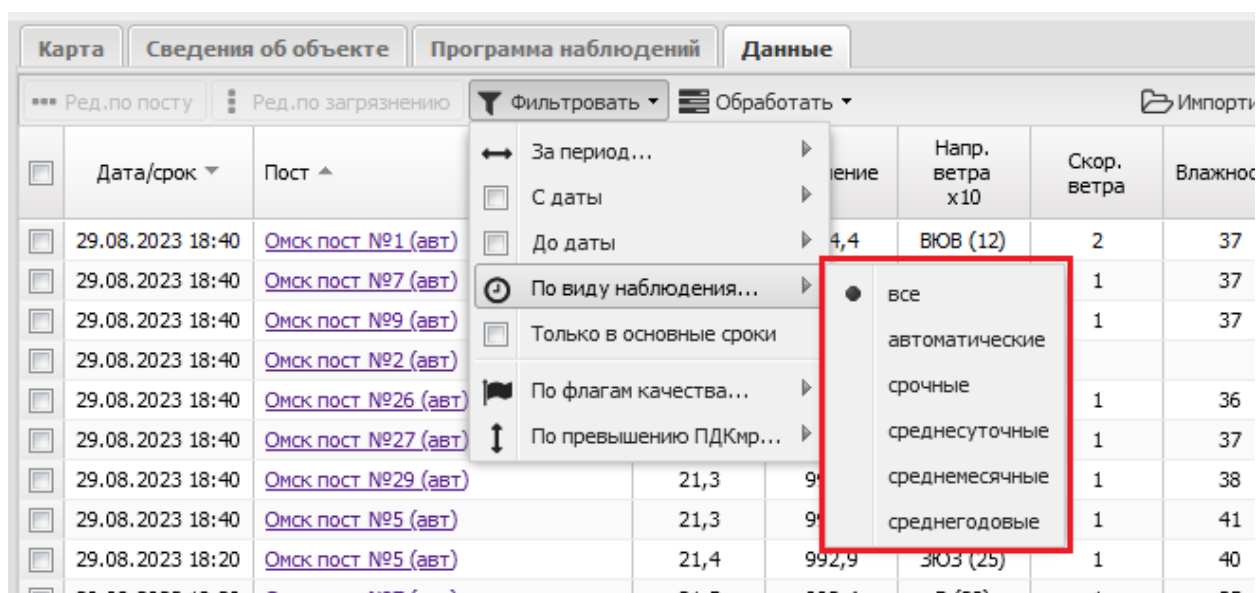 Карта Сведения об объекте Программа наблюдений Данные
Ред.по посту Ред.по загрязнению Фильтровать Обработать Импорти
Дата/срок Пост ение Напр. ветра x10 Скор. ветра Влажнос
За период...
С даты
До даты
По виду наблюдения...
Только в основные сроки
По флагам качества...
По превышению ПДКмр...
все
автоматические
срочные
среднесуточные
среднемесячные
среднегодовые
29.08.2023 18:40 Омск пост №1 (авт) 4,4 ВЮВ (12) 2 37
29.08.2023 18:40 Омск пост №7 (авт) 1 37
29.08.2023 18:40 Омск пост №9 (авт) 1 37
29.08.2023 18:40 Омск пост №2 (авт)
29.08.2023 18:40 Омск пост №26 (авт) 1 36
29.08.2023 18:40 Омск пост №27 (авт) 1 37
29.08.2023 18:40 Омск пост №29 (авт) 21,3 99 1 38
29.08.2023 18:40 Омск пост №5 (авт) 21,3 99 1 41
29.08.2023 18:20 Омск пост №5 (авт) 21,4 992,9 ЗЮЗ (25) 1 40